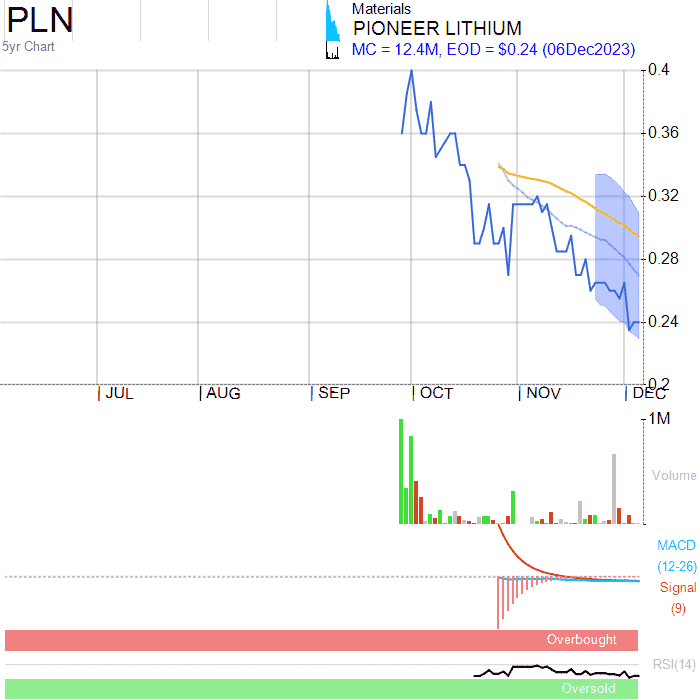 PLN
Materials
PIONEER LITHIUM
5yr Chart
MC = 12.4M, EOD = $0.24 (06Dec2023)
0.4
0.36
0.32
0.28
0.24
0.2
JUL AUG SEP OCT NOV DEC
1M
Volume
MACD
(12-26)
Signal
(9)
Overbought
RSI(14)
Oversold